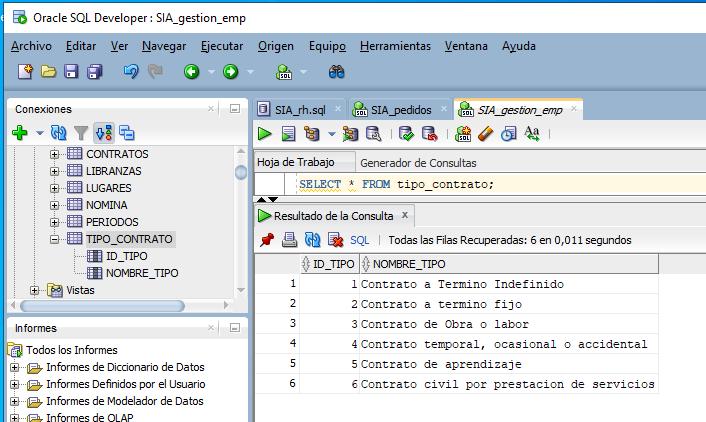 Oracle SQL Developer : SIA_gestion_emp
Archivo Editar Ver Navegar Ejecutar Origen Equipo Herramientas Ventana Ayuda
SQL
Conexiones
CONTRATOS
LIBRANZAS
LUGARES
NOMINA
PERIODOS
TIPO_CONTRATO
ID_TIPO
NOMBRE_TIPO
Vistas
Informes
Todos los Informes
Informes de Diccionario de Datos
Informes Definidos por el Usuario
Informes de Modelador de Datos
Informes de OLAP
SIA_rh.sql SIA_pedidos SIA_gestion_emp
SQL Aa
Hoja de Trabajo Generador de Consultas
SELECT * FROM tipo_contrato;
Resultado de la Consulta x
SQL Todas las Filas Recuperadas: 6 en 0,011 segundos
ID_TIPO NOMBRE_TIPO
1 1 Contrato a Termino Indefinido
2 2 Contrato a termino fijo
3 3 Contrato de Obra o labor
4 4 Contrato temporal, ocasional o accidental
5 5 Contrato de aprendizaje
6 6 Contrato civil por prestacion de servicios